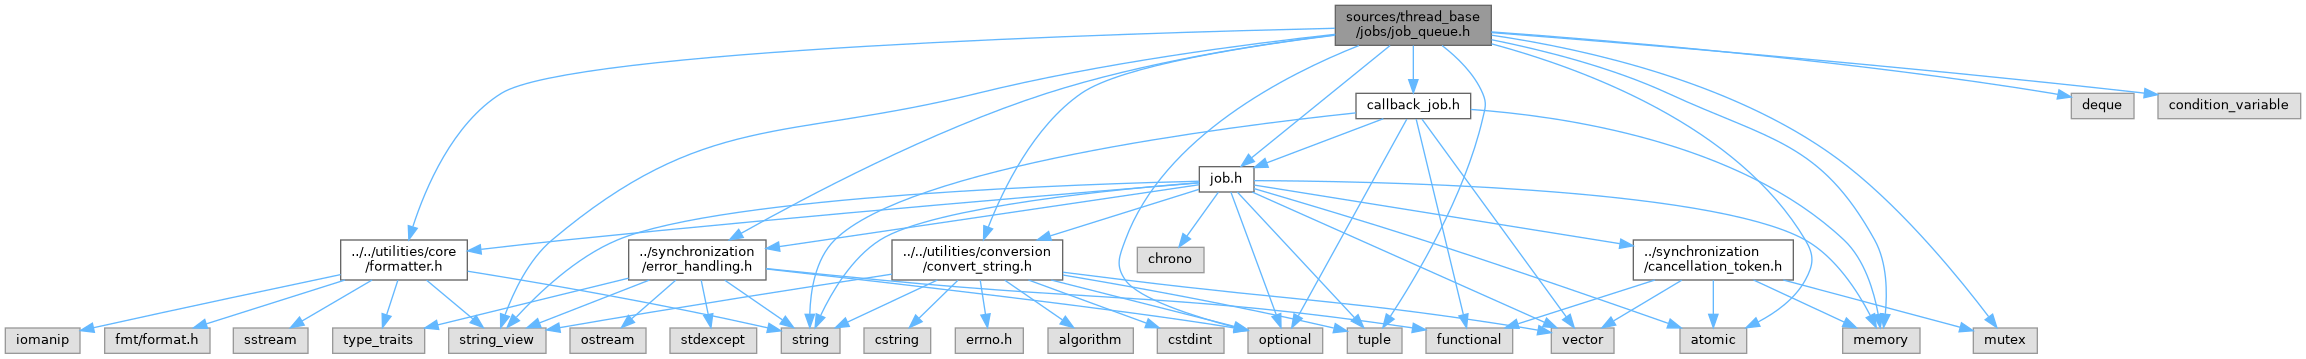 sources/thread_base
/jobs/job_queue.h
callback_job.h
deque
condition_variable
job.h
../../utilities/core
/formatter.h
../synchronization
/error_handling.h
../../utilities/conversion
/convert_string.h
chrono
../synchronization
/cancellation_token.h
iomanip
fmt/format.h
sstream
type_traits
string_view
ostream
stdexcept
string
cstring
errno.h
algorithm
cstdint
optional
tuple
functional
vector
atomic
memory
mutex